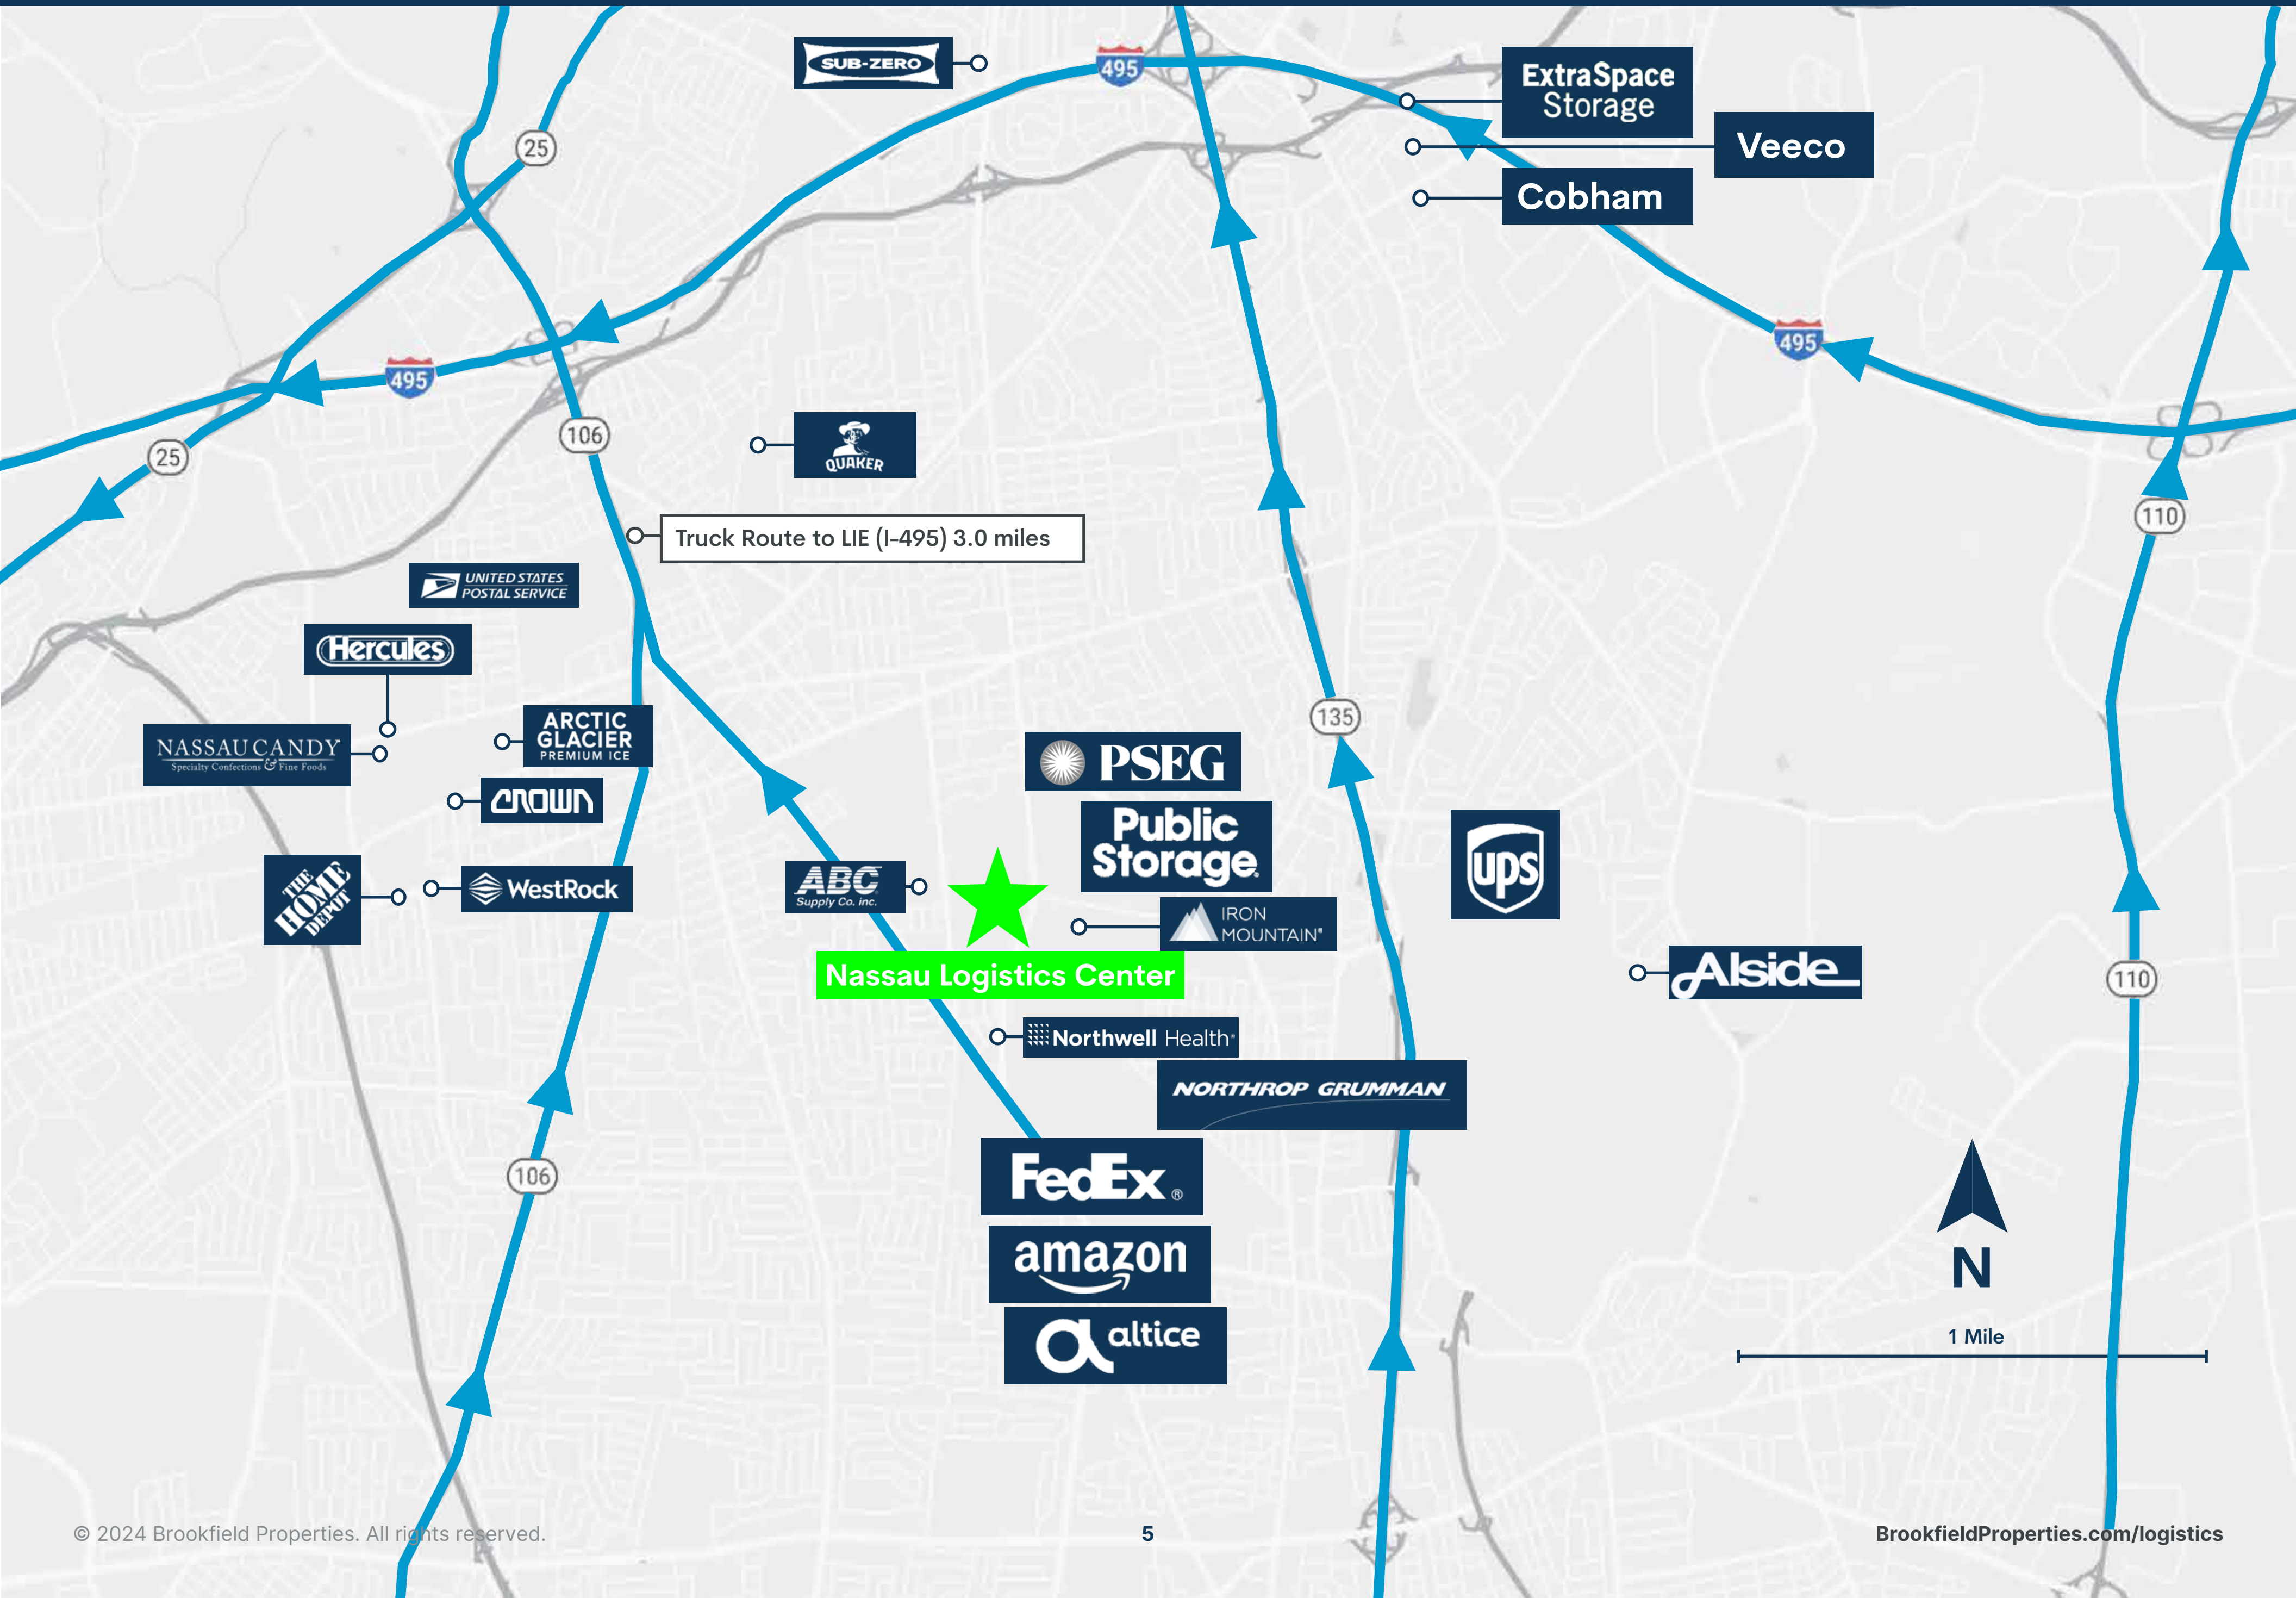 SUB-ZERO
495
ExtraSpace
Storage
Veeco
25
Cobham
495
495
106
25
QUAKER
110
Truck Route to LIE (I-495) 3.0 miles
UNITED STATES
POSTAL SERVICE
Hercules
NASSAU CANDY
Specialty Confections & Fine Foods
ARCTIC
GLACIER
PREMIUM ICE
135
PSEG
CROWN
Public
Storage
ups
THE
HOME
DEPOT
WestRock
ABC
Supply Co. inc.
IRON
MOUNTAIN®
Nassau Logistics Center
Alside
110
Northwell Health®
NORTHROP GRUMMAN
FedEx®
106
amazon
N
altice
1 Mile
© 2024 Brookfield Properties. All rights reserved.
5
BrookfieldProperties.com/logistics